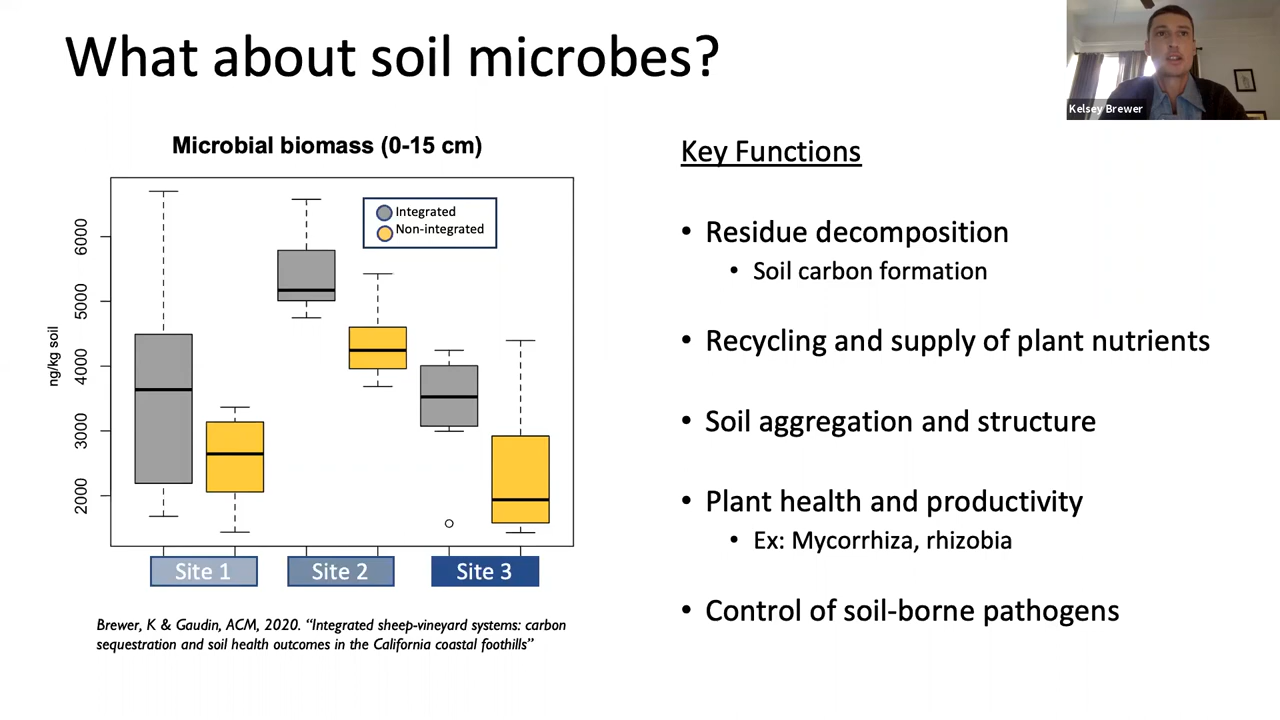 What about soil microbes?
Kelsey Brewer
Microbial biomass (0-15 cm)
Integrated
Non-integrated
ng/kg soil
6000
5000
4000
3000
2000
Site 1
Site 2
Site 3
Brewer, K & Gaudin, ACM, 2020. “Integrated sheep-vineyard systems: carbon
sequestration and soil health outcomes in the California coastal foothills”
Key Functions
• Residue decomposition
• Soil carbon formation
• Recycling and supply of plant nutrients
• Soil aggregation and structure
• Plant health and productivity
• Ex: Mycorrhiza, rhizobia
• Control of soil-borne pathogens